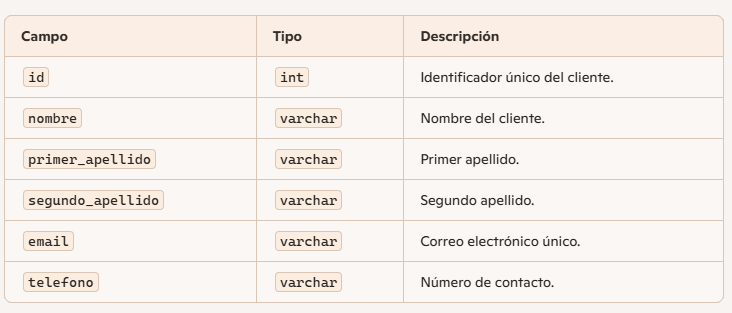 Campo Tipo Descripción
id int Identificador único del cliente.
nombre varchar Nombre del cliente.
primer_apellido varchar Primer apellido.
segundo_apellido varchar Segundo apellido.
email varchar Correo electrónico único.
telefono varchar Número de contacto.